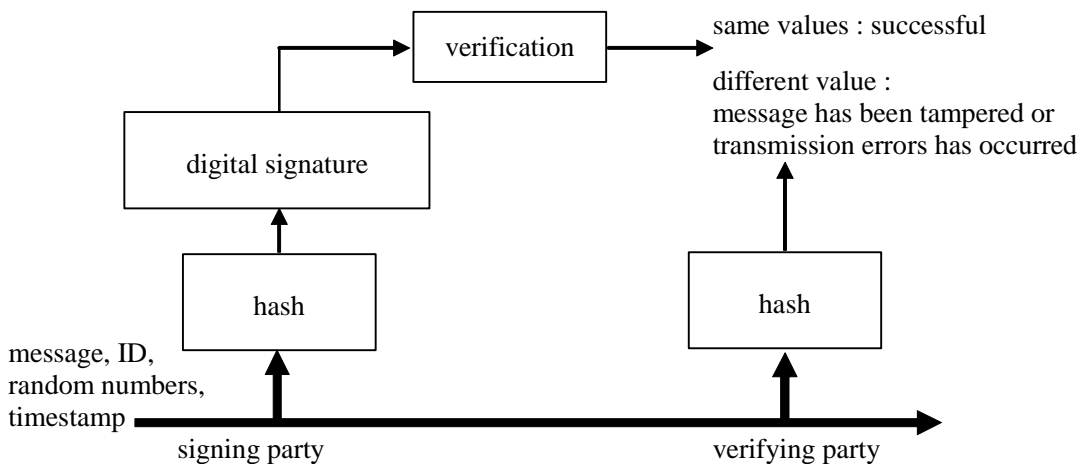 verification
same values : successful
different value :
message has been tampered or
transmission errors has occurred
digital signature
hash
hash
message, ID,
random numbers,
timestamp
signing party
verifying party